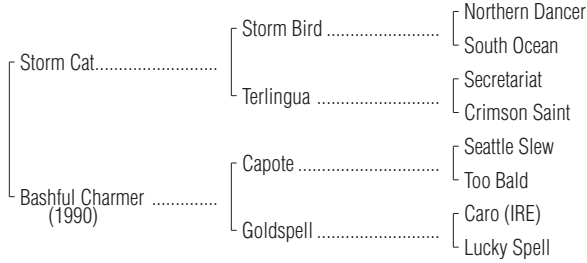 Northern Dancer
Storm Bird ..........................
South Ocean
Storm Cat............................
Secretariat
Terlingua ............................
Crimson Saint
Seattle Slew
Capote ................................
Too Bald
Bashful Charmer ...............
(1990)
Caro (IRE)
Goldspell ............................
Lucky Spell